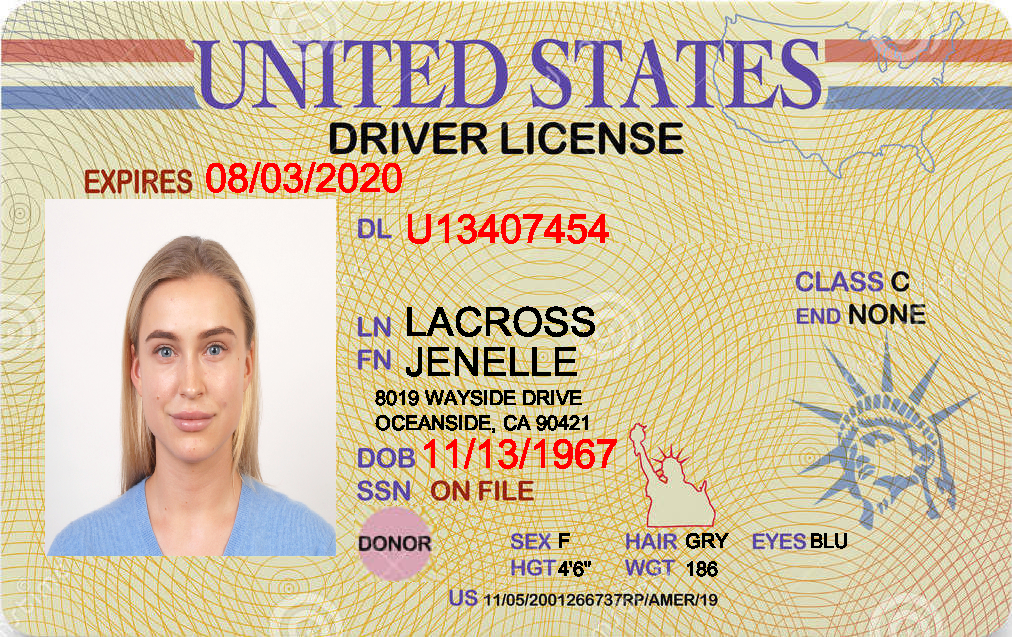 UNITED STATES
DRIVER LICENSE
EXPIRES 08/03/2020
DL U13407454
CLASS C
END NONE
LN LACROSS
FN JENELLE
8019 WAYSIDE DRIVE
OCEANSIDE, CA 90421
DOB 11/13/1967
SSN ON FILE
DONOR
SEX F HAIR GRY EYES BLU
HGT 4'6" WGT 186
US 11/05/2001266737RP/AMER/19